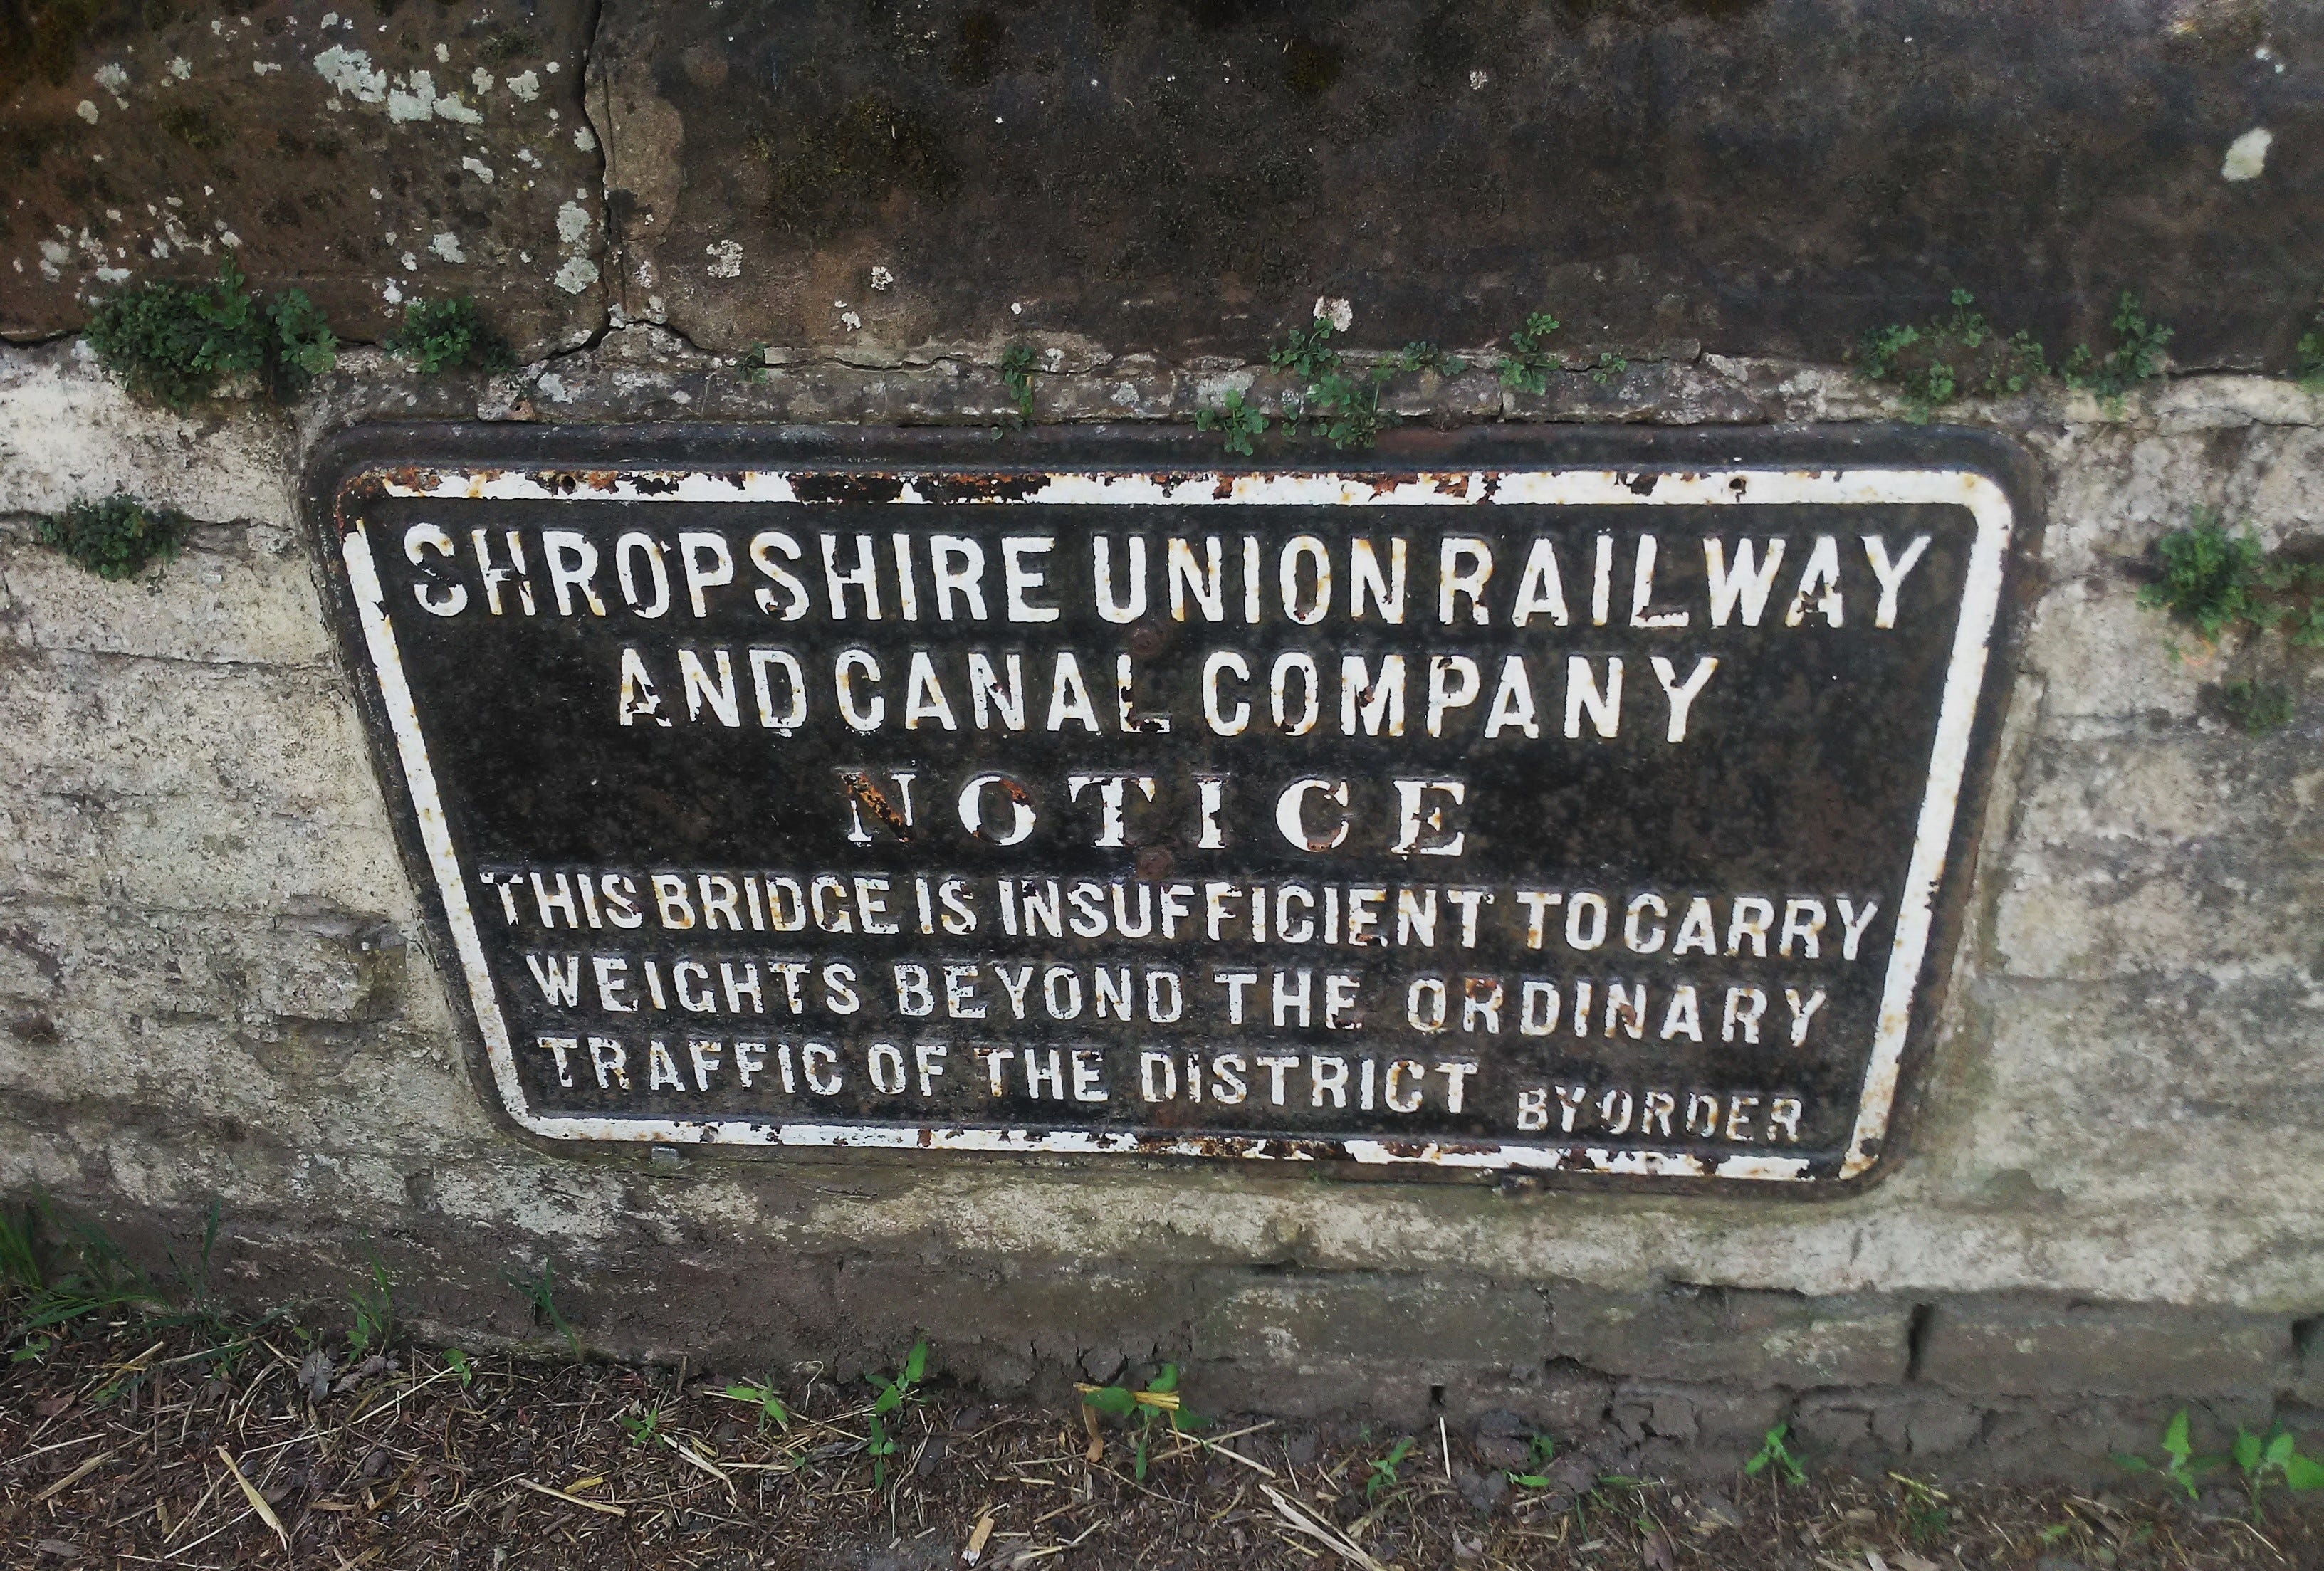 SHROPSHIRE UNION RAILWAY
AND CANAL COMPANY
NOTICE
THIS BRIDGE IS INSUFFICIENT TO CARRY
WEIGHTS BEYOND THE ORDINARY
TRAFFIC OF THE DISTRICT BY ORDER